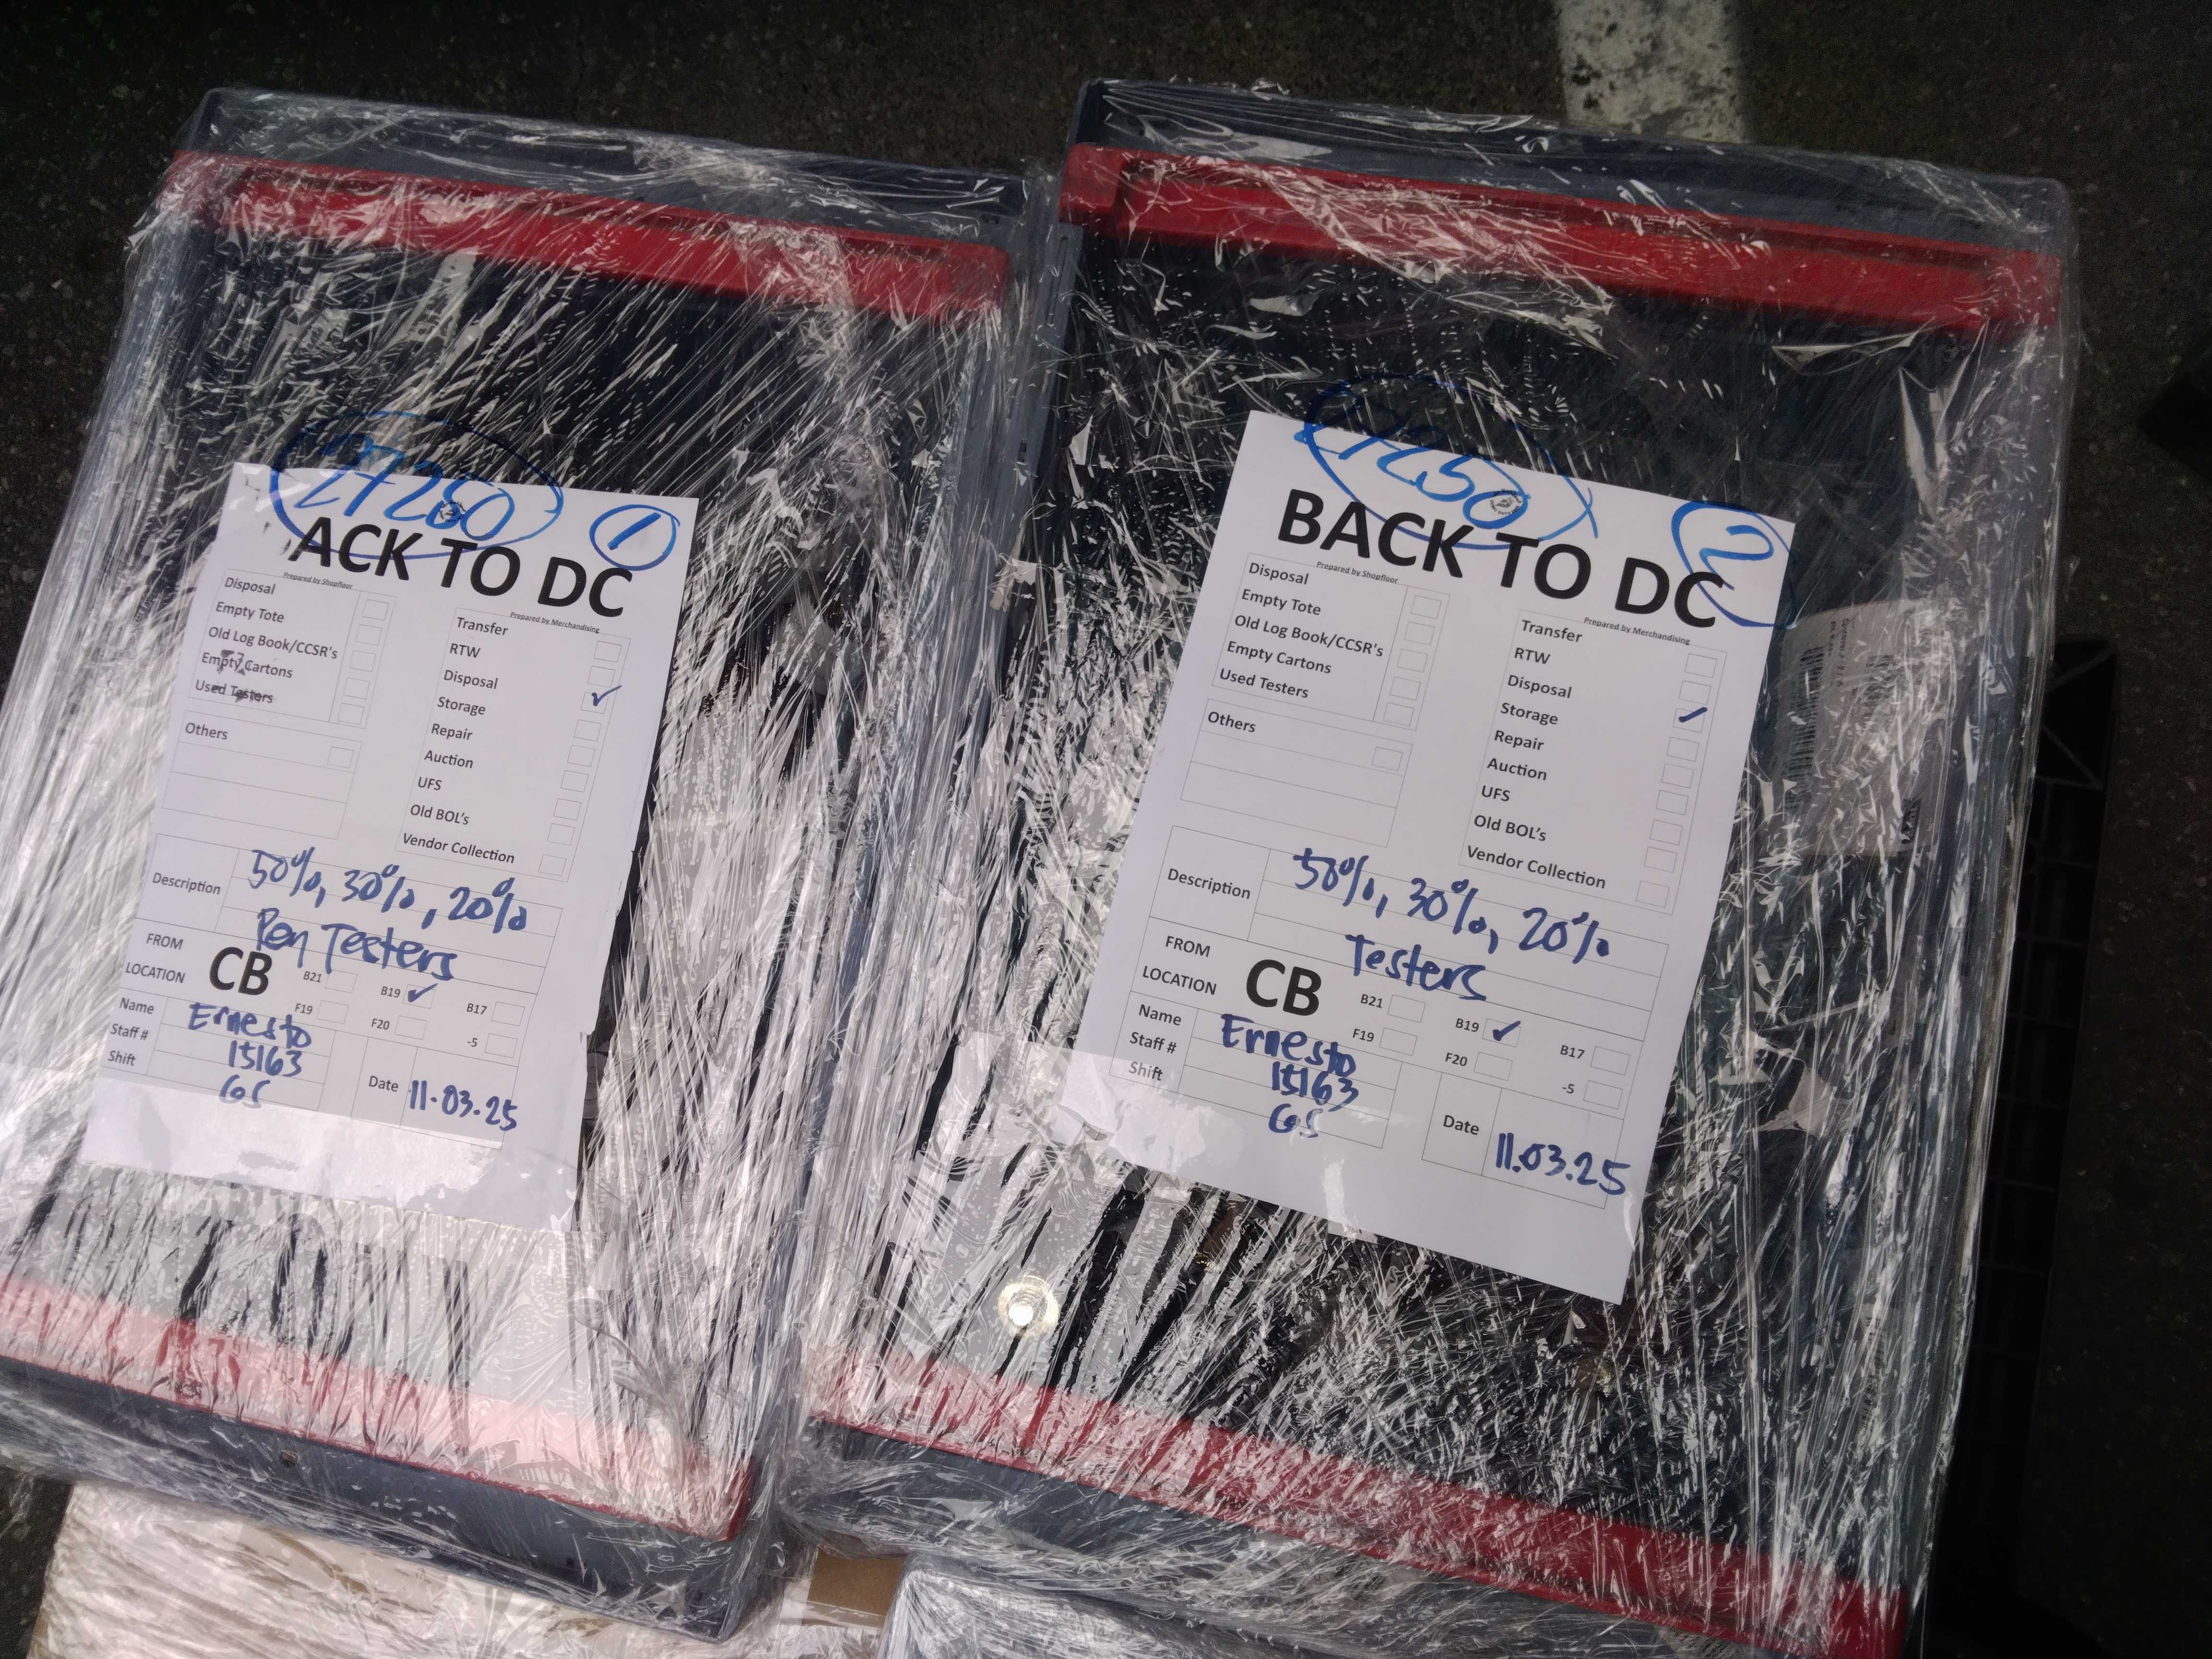 27250 1
ACK TO DC
Prepared by Shopfloor
Disposal
Empty Tote
Old Log Book/CCSR's
Empty Cartons
Used Testers
Others
Prepared by Merchandising
Transfer
RTW
Disposal
Storage
Repair
Auction
UFS
Old BOL's
Vendor Collection
Description 50%, 30%, 20%
Pen Testers
FROM
LOCATION CB B21 B19 B17
F19 F20 -5
Name Ernesto
Staff # 15163
Shift GS
Date 11.03.25
7250 2
BACK TO DC
Prepared by Shopfloor
Disposal
Empty Tote
Old Log Book/CCSR's
Empty Cartons
Used Testers
Others
Prepared by Merchandising
Transfer
RTW
Disposal
Storage
Repair
Auction
UFS
Old BOL's
Vendor Collection
Description 50%, 30%, 20%
Testers
FROM
LOCATION CB B21 B19 B17
F19 F20 -5
Name Ernesto
Staff # 15163
Shift GS
Date 11.03.25